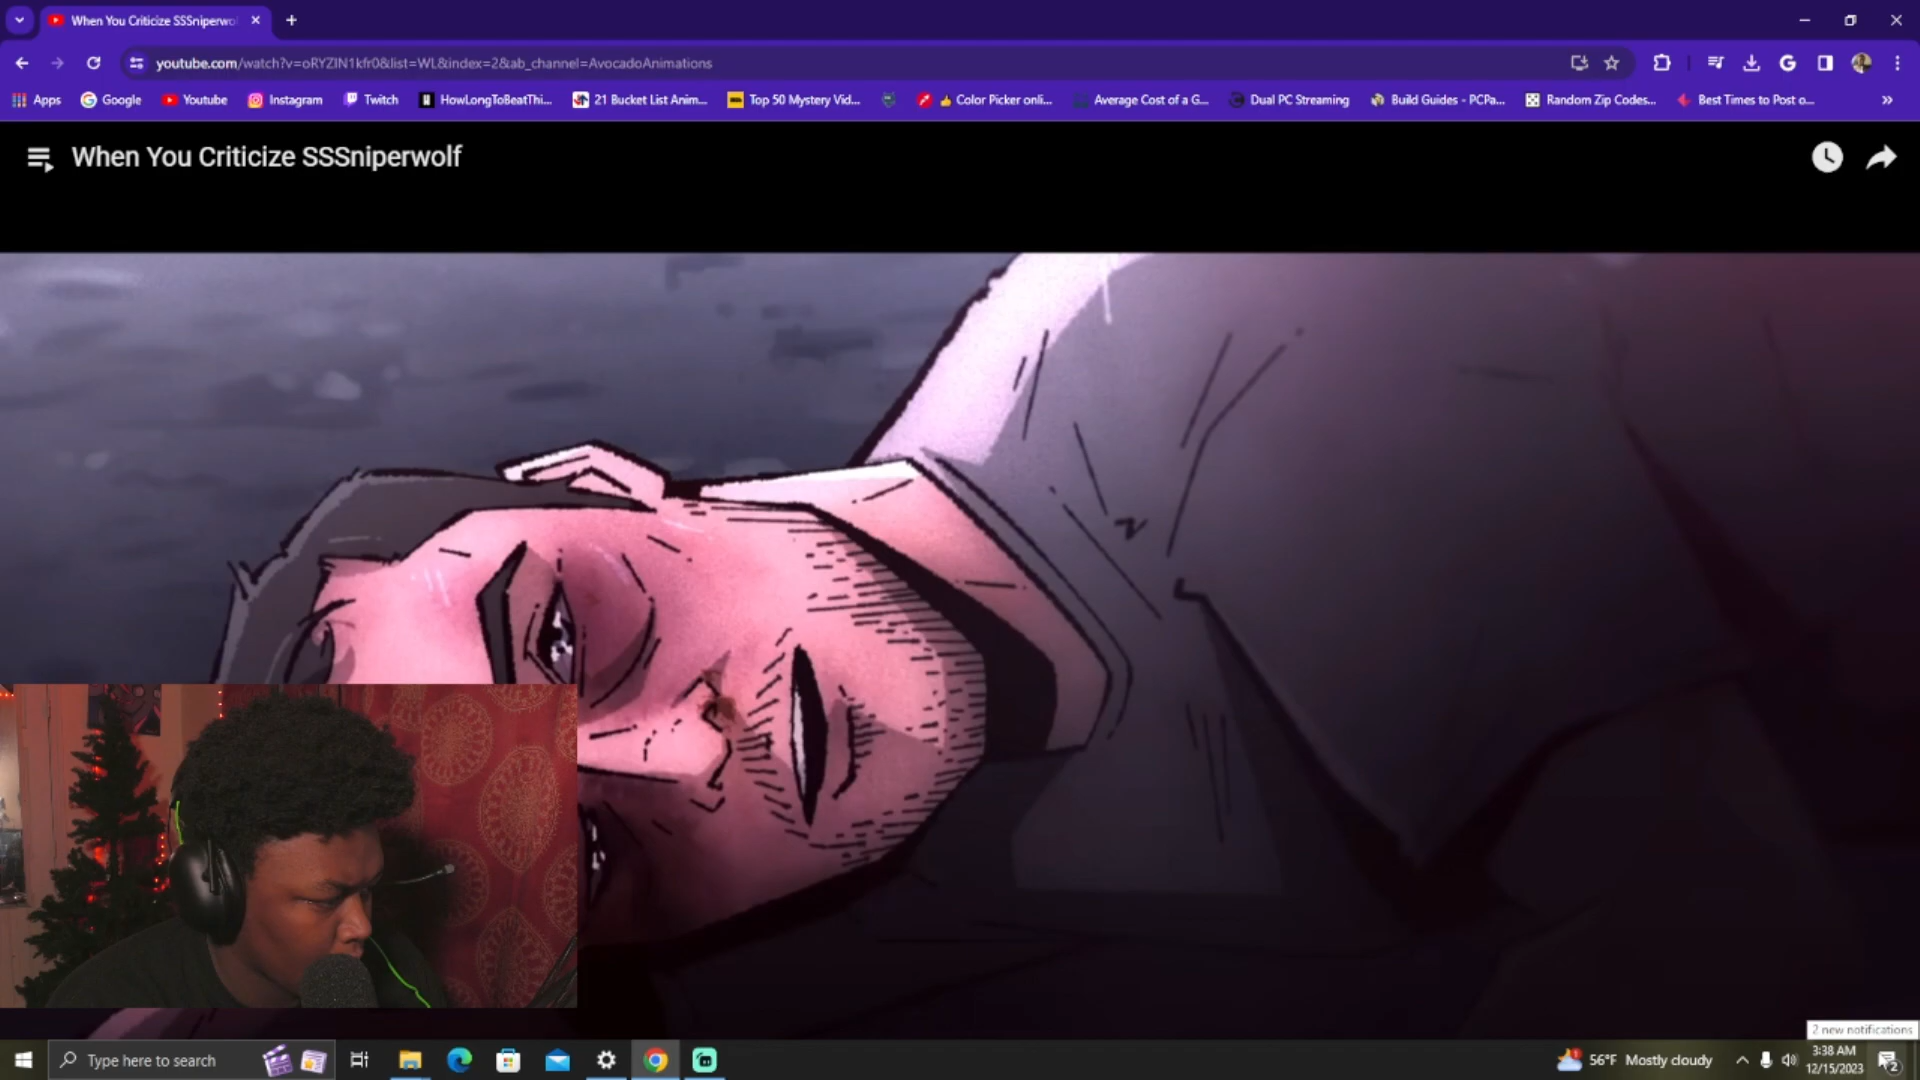 When You Criticize SSSniperwo
youtube.com/watch?v=oRYZIN1kfr0&list=WL&index=2&ab_channel=AvocadoAnimations
Apps Google Youtube Instagram Twitch HowLongToBeatThi... 21 Bucket List Anim... Top 50 Mystery Vid... Color Picker onli... Average Cost of a G... Dual PC Streaming Build Guides - PCPa... Random Zip Codes... Best Times to Post o...
When You Criticize SSSniperwolf
2 new notifications
Type here to search
56°F Mostly cloudy
3:38 AM
12/15/2023
2